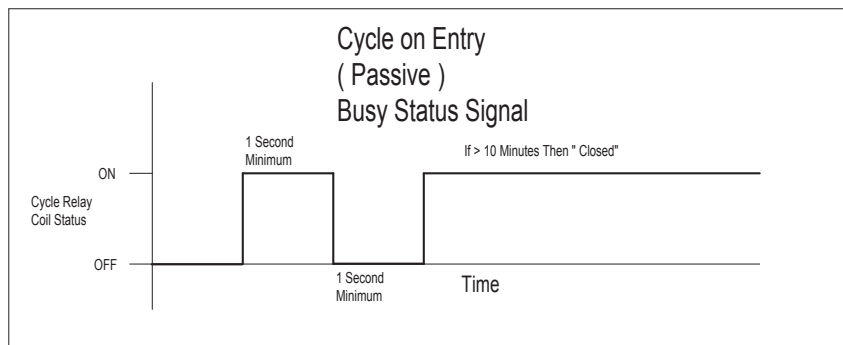 Cycle on Entry
( Passive )
Busy Status Signal
1 Second
Minimum
If > 10 Minutes Then " Closed"
ON
Cycle Relay
Coil Status
OFF
1 Second
Minimum
Time